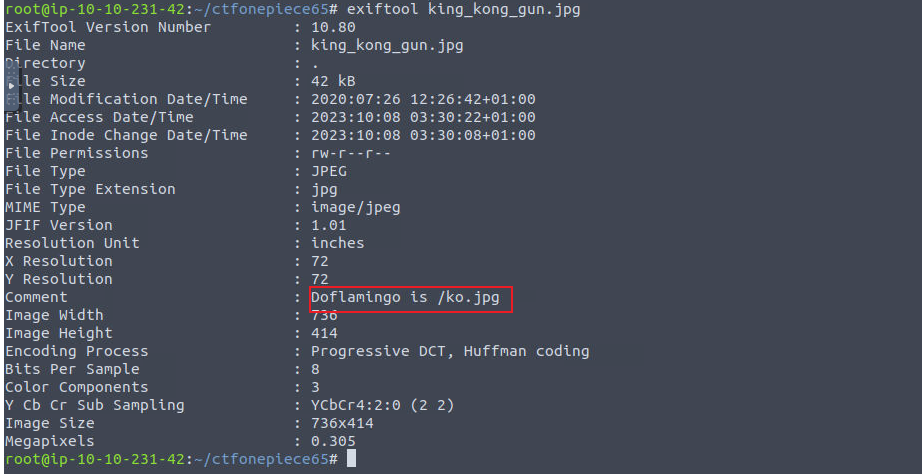 root@ip-10-10-231-42:~/ctfonepiece65# exiftool king_kong_gun.jpg
ExifTool Version Number : 10.80
File Name : king_kong_gun.jpg
Directory : .
File Size : 42 kB
File Modification Date/Time : 2020:07:26 12:26:42+01:00
File Access Date/Time : 2023:10:08 03:30:22+01:00
File Inode Change Date/Time : 2023:10:08 03:30:08+01:00
File Permissions : rw-r--r--
File Type : JPEG
File Type Extension : jpg
MIME Type : image/jpeg
JFIF Version : 1.01
Resolution Unit : inches
X Resolution : 72
Y Resolution : 72
Comment : Doflamingo is /ko.jpg
Image Width : 736
Image Height : 414
Encoding Process : Progressive DCT, Huffman coding
Bits Per Sample : 8
Color Components : 3
Y Cb Cr Sub Sampling : YCbCr4:2:0 (2 2)
Image Size : 736x414
Megapixels : 0.305
root@ip-10-10-231-42:~/ctfonepiece65#